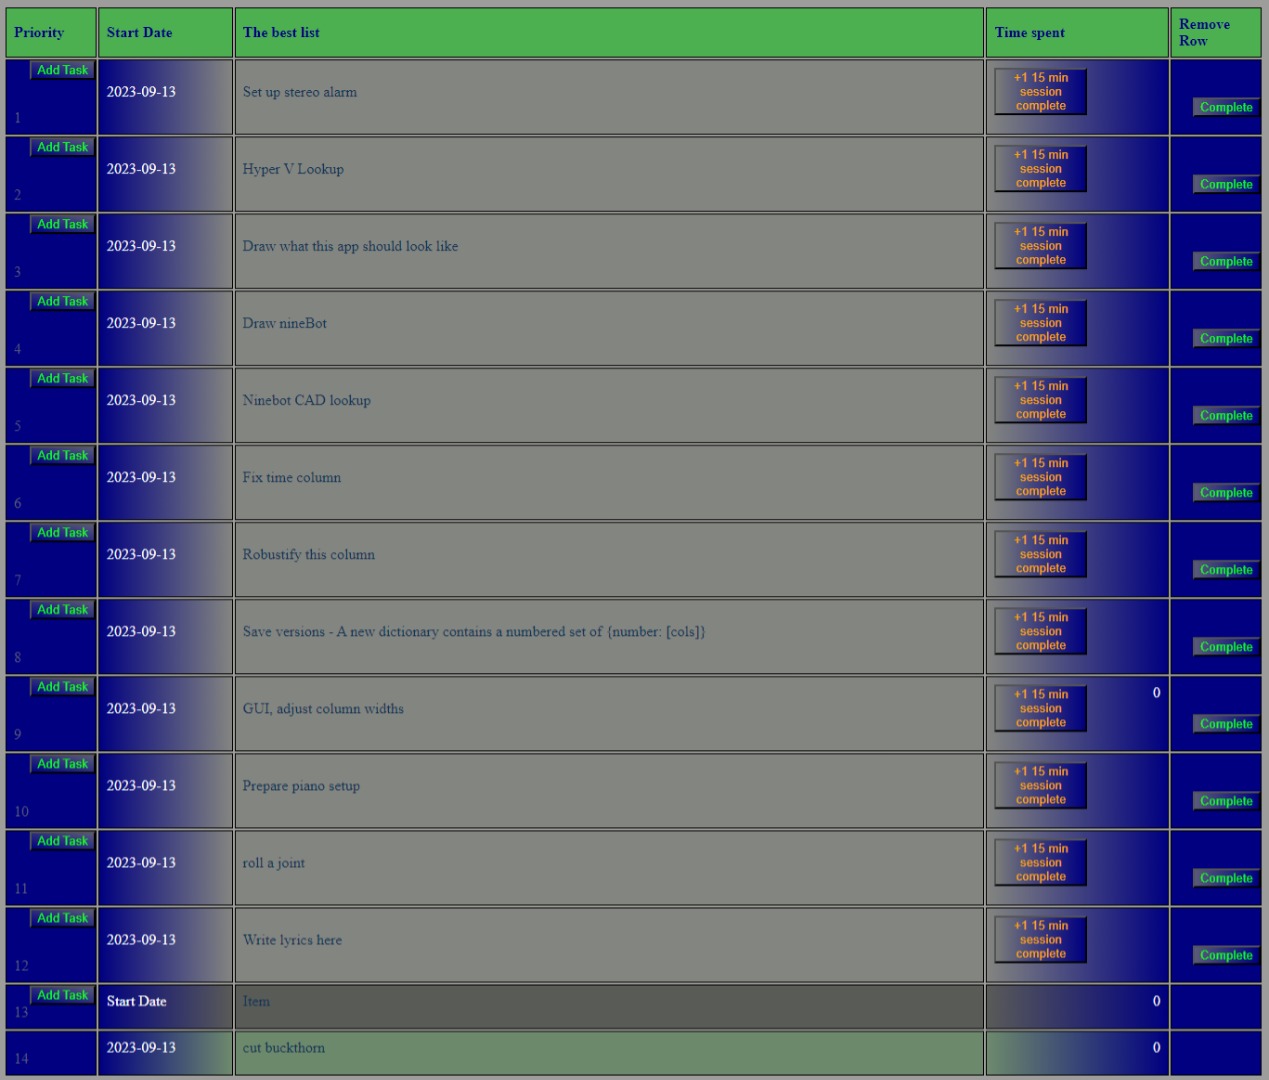 Priority Start Date The best list Time spent Remove Row
Add Task
1 2023-09-13 Set up stereo alarm +1 15 min session complete Complete
Add Task
2 2023-09-13 Hyper V Lookup +1 15 min session complete Complete
Add Task
3 2023-09-13 Draw what this app should look like +1 15 min session complete Complete
Add Task
4 2023-09-13 Draw nineBot +1 15 min session complete Complete
Add Task
5 2023-09-13 Ninebot CAD lookup +1 15 min session complete Complete
Add Task
6 2023-09-13 Fix time column +1 15 min session complete Complete
Add Task
7 2023-09-13 Robustify this column +1 15 min session complete Complete
Add Task
8 2023-09-13 Save versions - A new dictionary contains a numbered set of {number: [cols]} +1 15 min session complete Complete
Add Task
9 2023-09-13 GUI, adjust column widths +1 15 min session complete 0 Complete
Add Task
10 2023-09-13 Prepare piano setup +1 15 min session complete Complete
Add Task
11 2023-09-13 roll a joint +1 15 min session complete Complete
Add Task
12 2023-09-13 Write lyrics here +1 15 min session complete Complete
Add Task
13 Start Date Item 0
14 2023-09-13 cut buckthorn 0